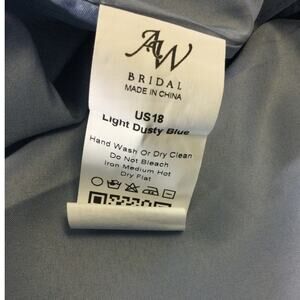 AW
BRIDAL
MADE IN CHINA
US18
Light Dusty Blue
Hand Wash Or Dry Clean
Do Not Bleach
Iron Medium Hot
Dry Flat